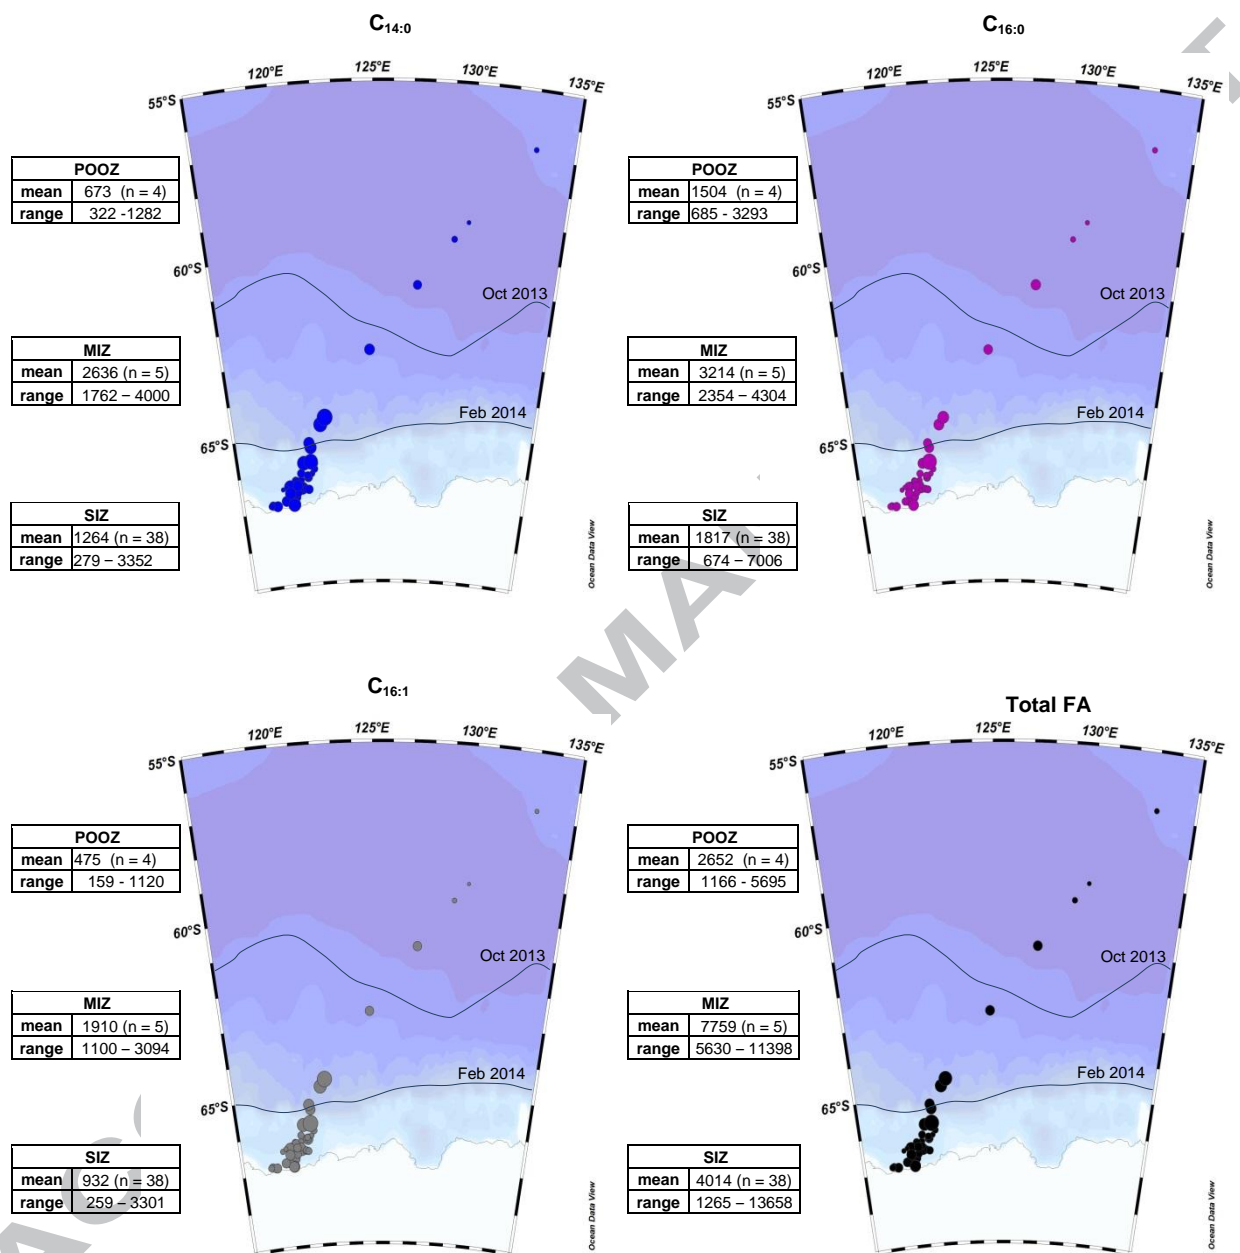 C14:0
120°E 125°E 130°E 135°E
55°S
60°S
65°S
POOZ
mean 673 (n = 4)
range 322 -1282
MIZ
mean 2636 (n = 5)
range 1762 – 4000
SIZ
mean 1264 (n = 38)
range 279 – 3352
Oct 2013
Feb 2014
Ocean Data View
C16:0
120°E 125°E 130°E 135°E
55°S
60°S
65°S
POOZ
mean 1504 (n = 4)
range 685 - 3293
MIZ
mean 3214 (n = 5)
range 2354 – 4304
SIZ
mean 1817 (n = 38)
range 674 – 7006
Oct 2013
Feb 2014
Ocean Data View
C16:1
120°E 125°E 130°E 135°E
55°S
60°S
65°S
POOZ
mean 475 (n = 4)
range 159 - 1120
MIZ
mean 1910 (n = 5)
range 1100 – 3094
SIZ
mean 932 (n = 38)
range 259 – 3301
Oct 2013
Feb 2014
Ocean Data View
Total FA
120°E 125°E 130°E 135°E
55°S
60°S
65°S
POOZ
mean 2652 (n = 4)
range 1166 - 5695
MIZ
mean 7759 (n = 5)
range 5630 – 11398
SIZ
mean 4014 (n = 38)
range 1265 – 13658
Oct 2013
Feb 2014
Ocean Data View